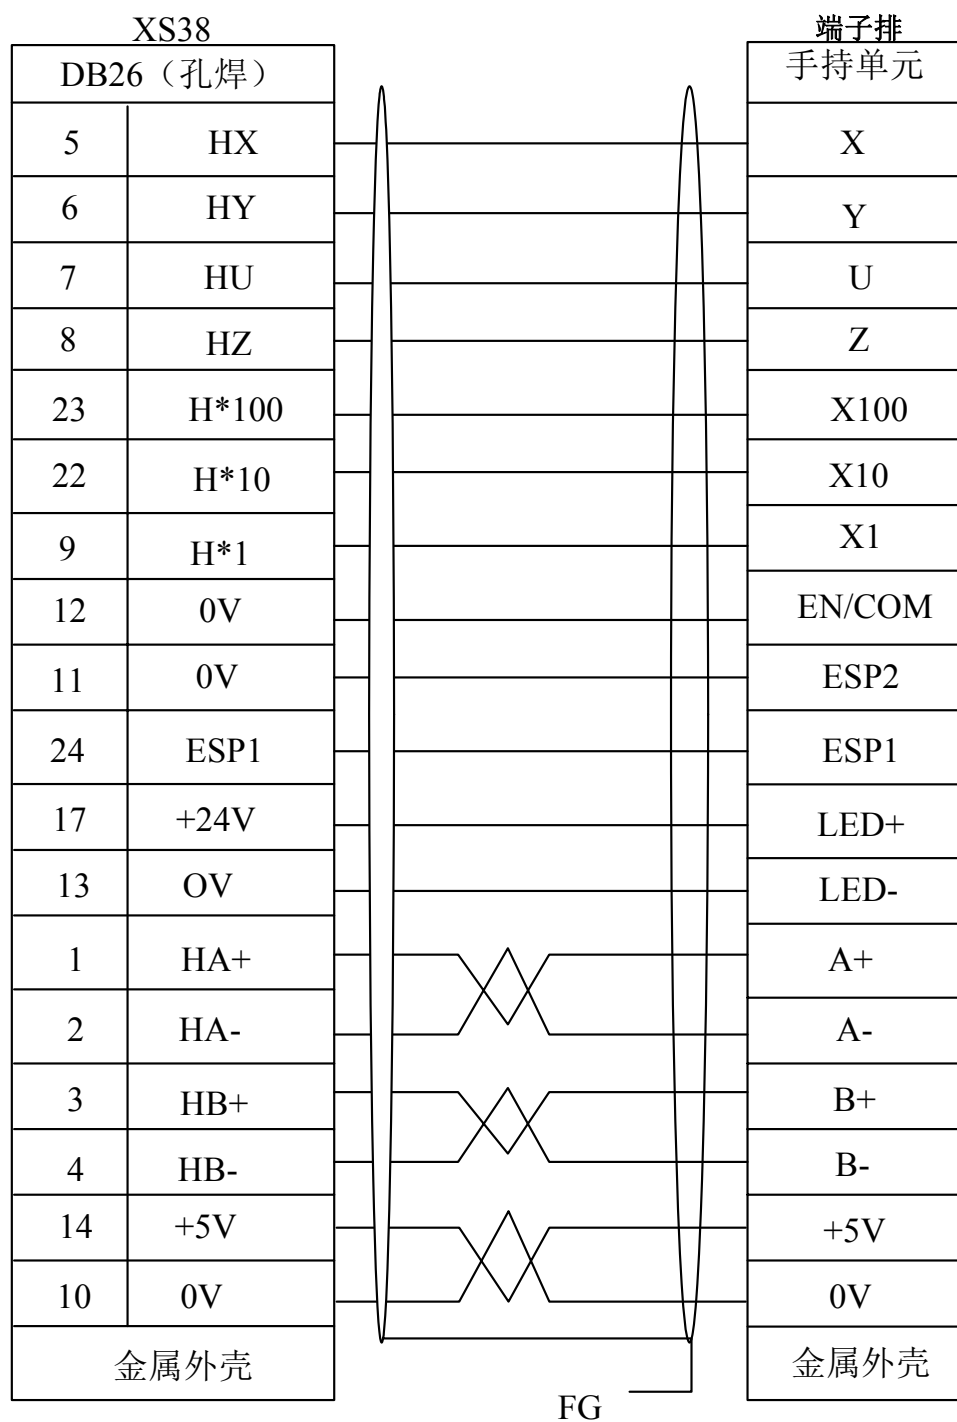 XS38 端子排
DB26（孔焊） 手持单元
5 HX X
6 HY Y
7 HU U
8 HZ Z
23 H*100 X100
22 H*10 X10
9 H*1 X1
12 0V EN/COM
11 0V ESP2
24 ESP1 ESP1
17 +24V LED+
13 OV LED-
1 HA+ A+
2 HA- A-
3 HB+ B+
4 HB- B-
14 +5V +5V
10 0V 0V
金属外壳 金属外壳
FG